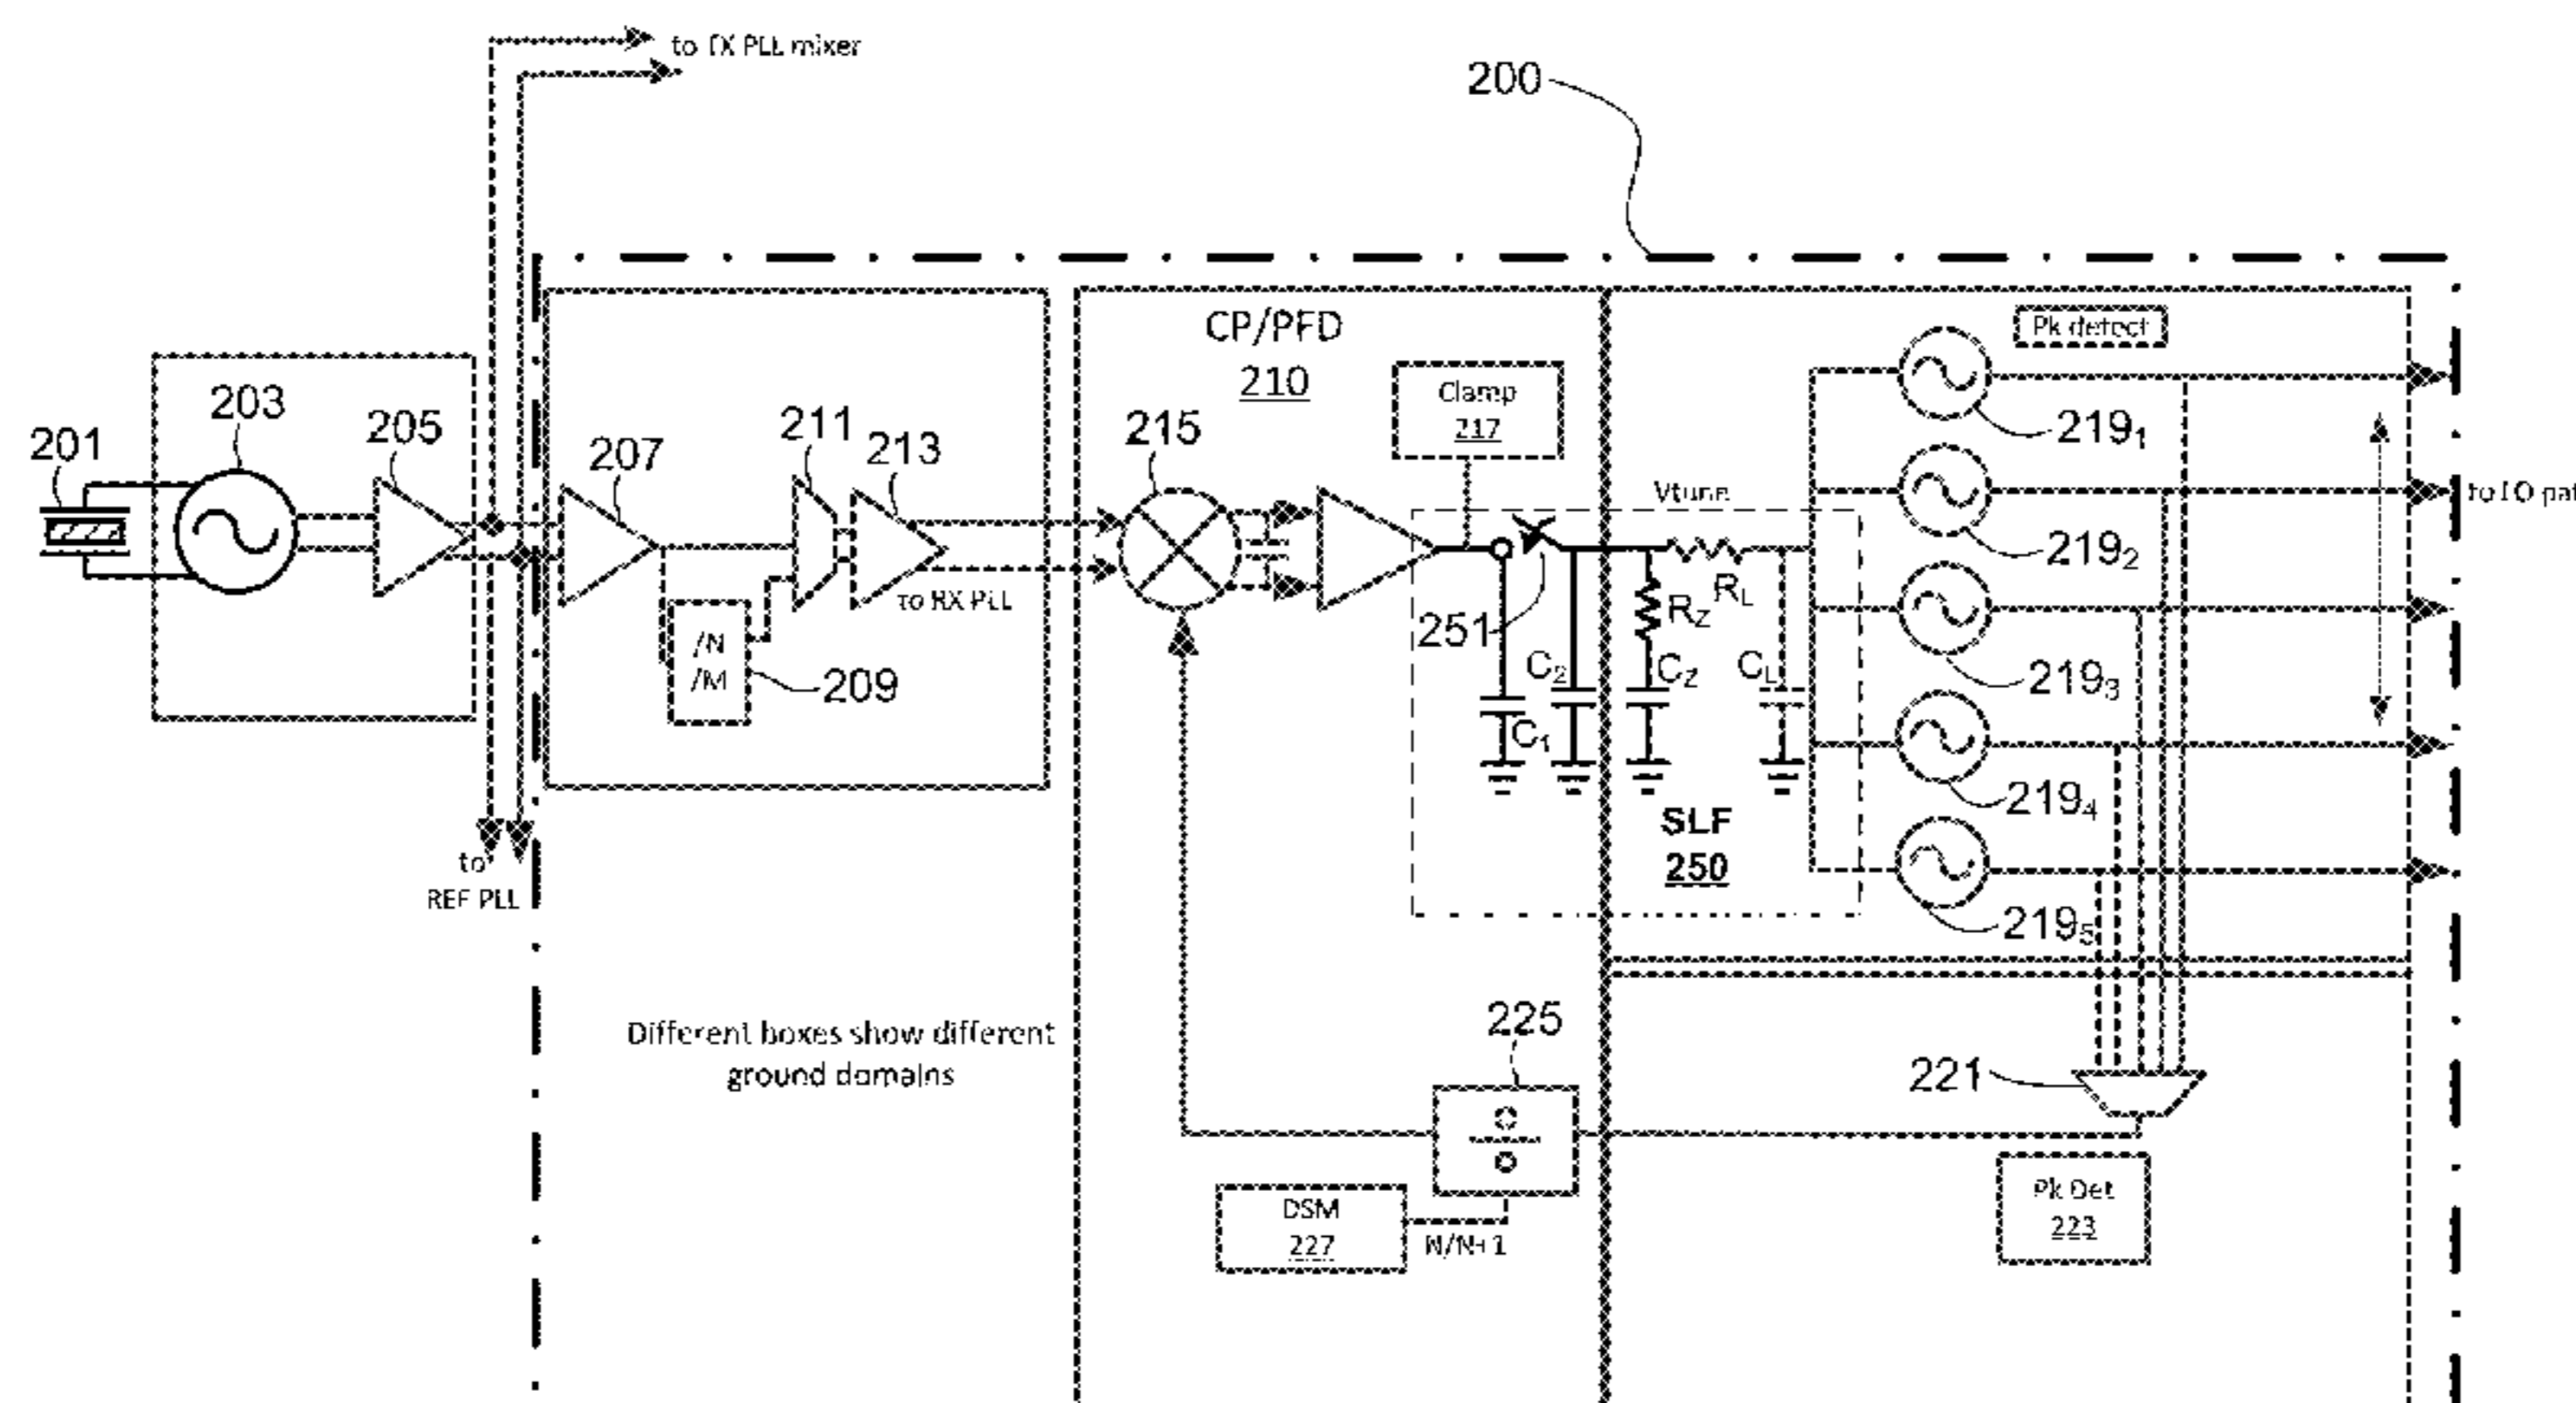 to TX PLL mixer
200
CP/PFD
210
Pk detect
203
201
205
207
211
213
215
Clamp
217
219₁
Vtune
to LO
219₂
to RX PLL
251
R_L
R_Z
/N
/M
209
C₂
C_Z
C_L
C₁
219₃
219₄
SLF
250
to
REF PLL
219₅
Different boxes show different
ground domains
225
221
DSM
227
N/N+1
Pk Det
223